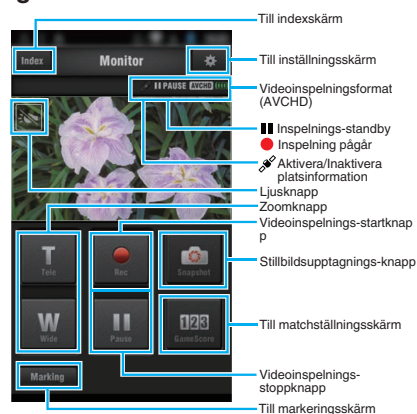 Till indexskärm
Index
Monitor
Till inställningsskärm
PAUSE AVCHD
Videoinspelningsformat
(AVCHD)
Inspelnings-standby
Inspelning pågår
Aktivera/Inaktivera
platsinformation
Ljusknapp
Zoomknapp
Videoinspelnings-startknap
p
T
Tele
Rec
Snapshot
Stillbildsupptagnings-knapp
W
Wide
Pause
123
GameScore
Till matchställningsskärm
Marking
Videoinspelnings-
stoppknapp
Till markeringsskärm